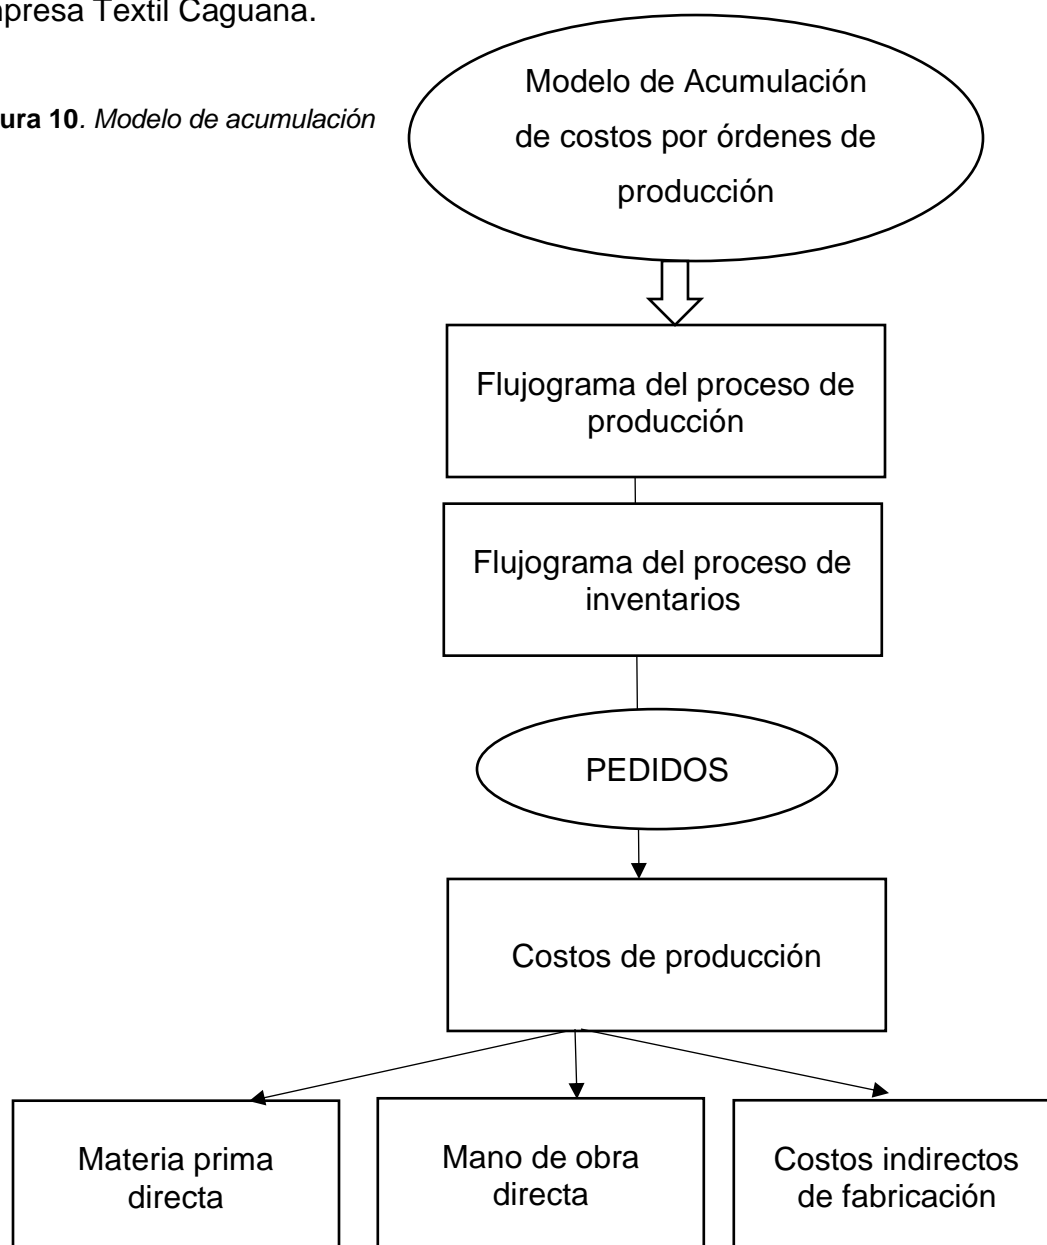 presa Textil Caguana.
Modelo de Acumulación
de costos por órdenes de
producción
ura 10. Modelo de acumulación
Flujograma del proceso de
producción
Flujograma del proceso de
inventarios
PEDIDOS
Costos de producción
Materia prima
directa
Mano de obra
directa
Costos indirectos
de fabricación